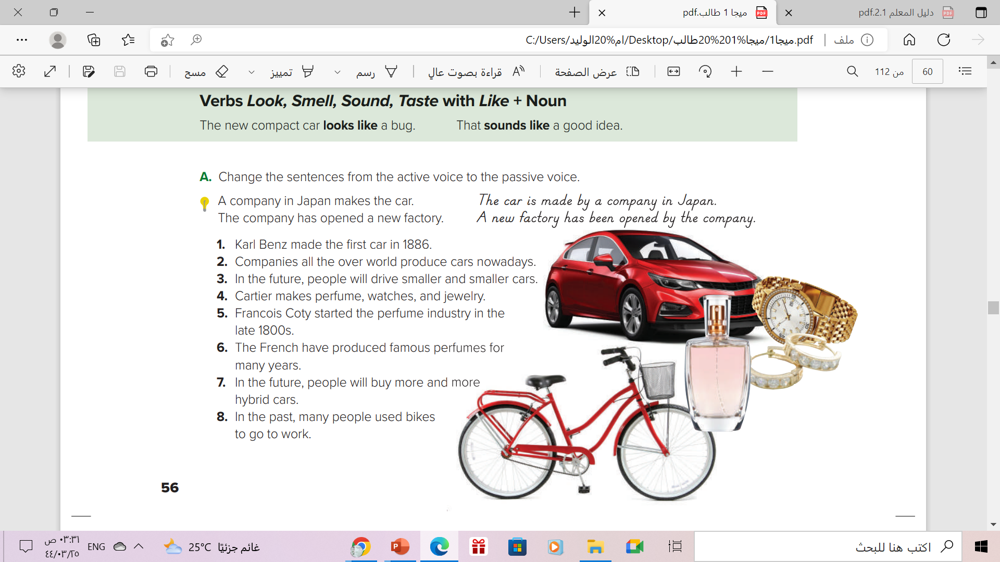 ميجا 1 طالب.pdf
دليل المعلم 2.1.pdf
C:/Users/ام%20الوليد/Desktop/ميجا1/ميجا%201%20طالب.pdf
ملف
مسح
تمييز
رسم
قراءة بصوت عالٍ
عرض الصفحة
من 112
60
Verbs Look, Smell, Sound, Taste with Like + Noun
The new compact car looks like a bug. That sounds like a good idea.
A. Change the sentences from the active voice to the passive voice.
A company in Japan makes the car. The car is made by a company in Japan.
The company has opened a new factory. A new factory has been opened by the company.
1. Karl Benz made the first car in 1886.
2. Companies all the over world produce cars nowadays.
3. In the future, people will drive smaller and smaller cars.
4. Cartier makes perfume, watches, and jewelry.
5. Francois Coty started the perfume industry in the
late 1800s.
6. The French have produced famous perfumes for
many years.
7. In the future, people will buy more and more
hybrid cars.
8. In the past, many people used bikes
to go to work.
56
٠٣:٣١ ص
٤٤/٠٣/٢٥
ENG
25°C غائم جزئيًا
اكتب هنا للبحث